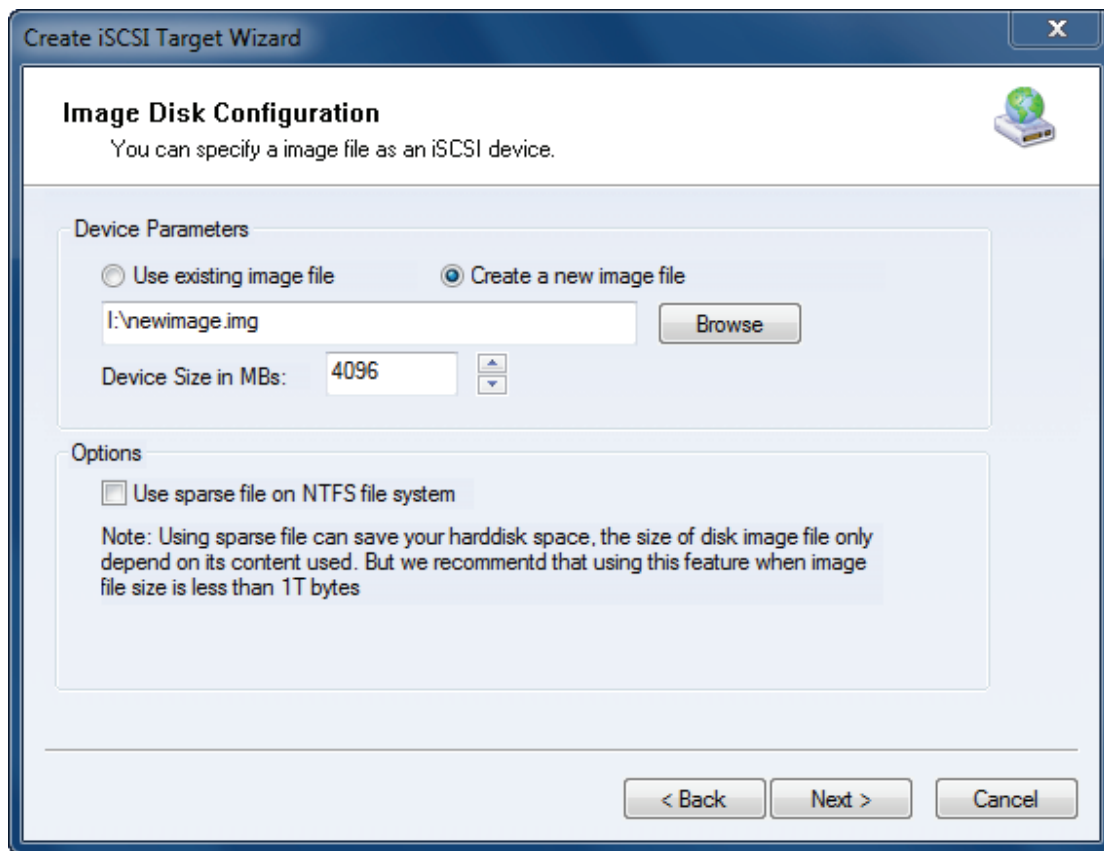 Create iSCSI Target Wizard
X
Image Disk Configuration
You can specify a image file as an iSCSI device.
Device Parameters
Use existing image file
Create a new image file
I:\newimage.img
Browse
Device Size in MBs:
4096
Options
Use sparse file on NTFS file system
Note: Using sparse file can save your harddisk space, the size of disk image file only
depend on its content used. But we recommentd that using this feature when image
file size is less than 1T bytes
< Back
Next >
Cancel